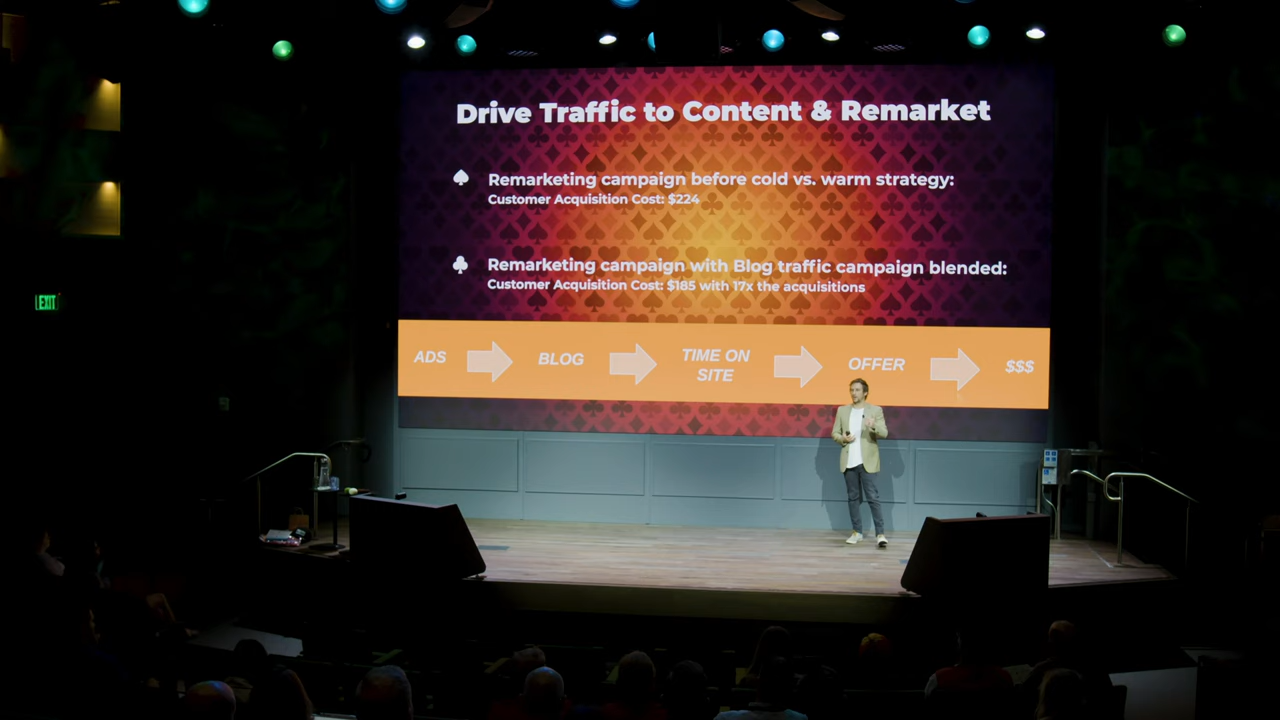 Drive Traffic to Content & Remarket
Remarketing campaign before cold vs. warm strategy:
Customer Acquisition Cost: $224
Remarketing campaign with Blog traffic campaign blended:
Customer Acquisition Cost: $185 with 17x the acquisitions
ADS
BLOG
TIME ON
SITE
OFFER
$$$
EXIT